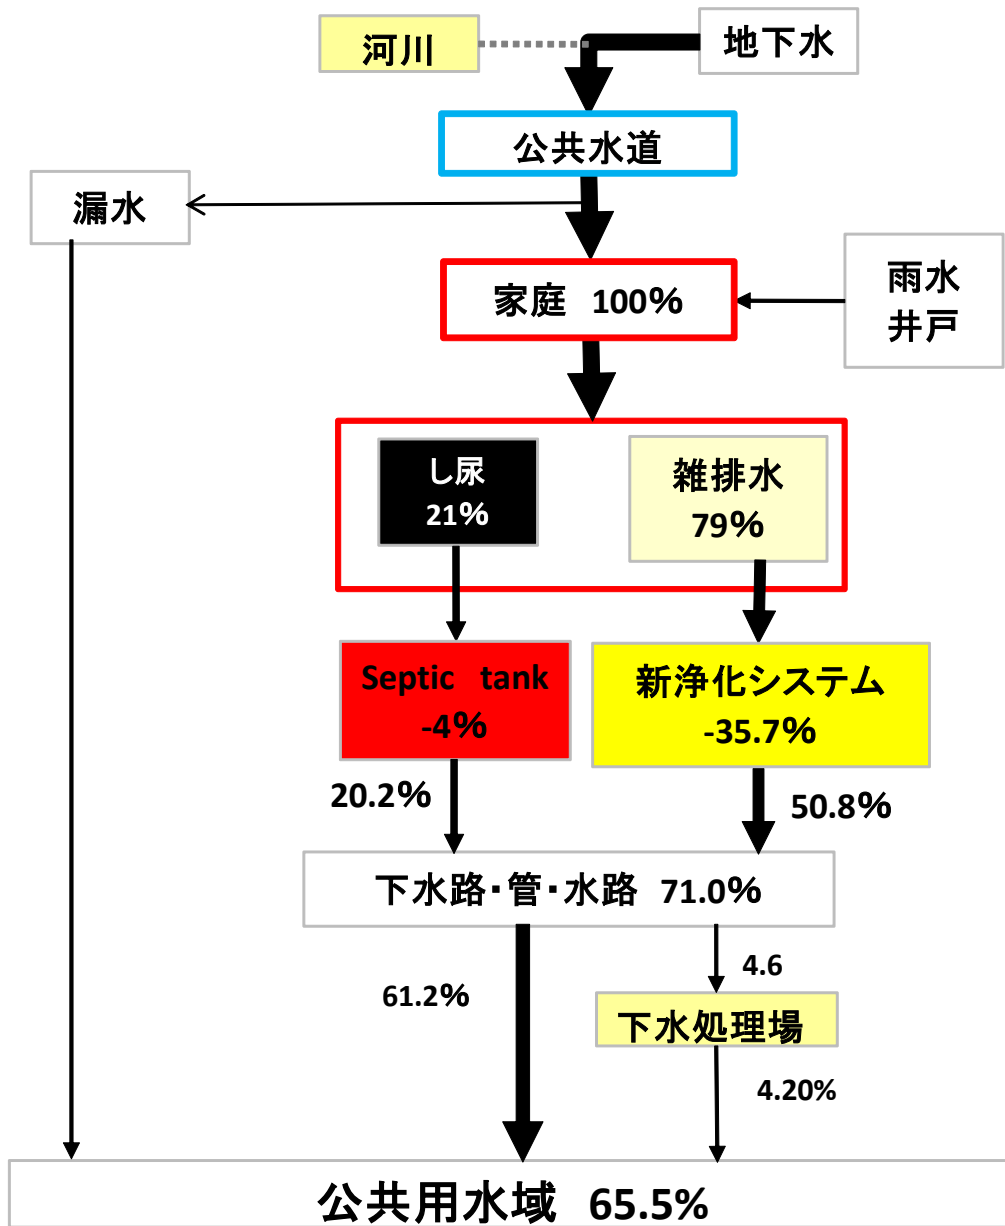 河川
地下水
公共水道
漏水
家庭 100%
雨水
井戸
し尿
21%
雑排水
79%
Septic tank
-4%
新浄化システム
-35.7%
20.2%
50.8%
下水路・管・水路 71.0%
4.6
61.2%
下水処理場
4.20%
公共用水域 65.5%